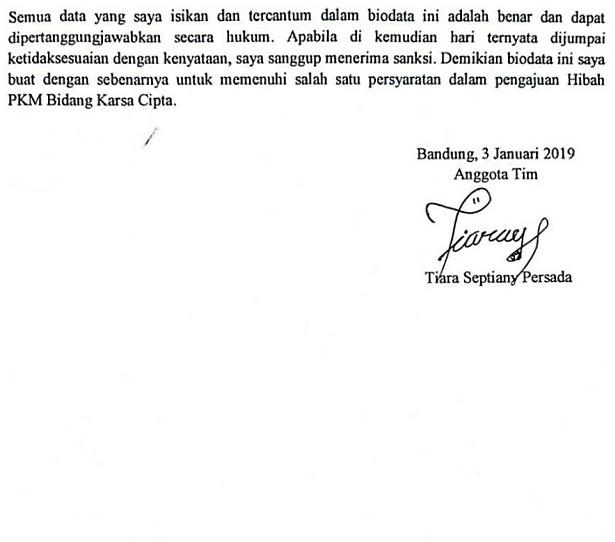 Semua data yang saya isikan dan tercantum dalam biodata ini adalah benar dan dapat
dipertanggungjawabkan secara hukum. Apabila di kemudian hari ternyata dijumpai
ketidaksesuaian dengan kenyataan, saya sanggup menerima sanksi. Demikian biodata ini saya
buat dengan sebenarnya untuk memenuhi salah satu persyaratan dalam pengajuan Hibah
PKM Bidang Karsa Cipta.
Bandung, 3 Januari 2019
Anggota Tim
Tiara Septiany Persada